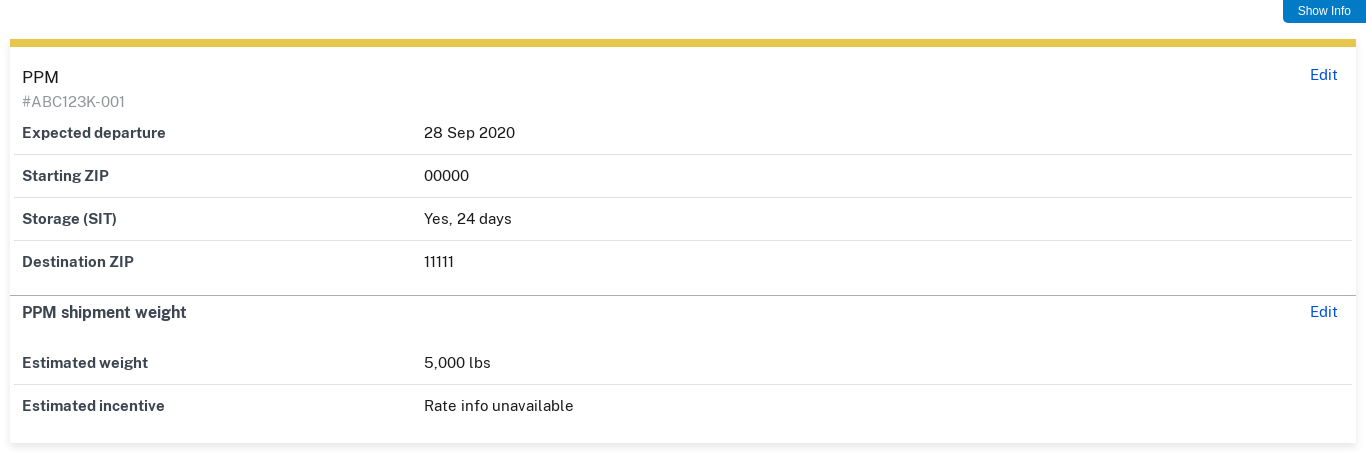 Show Info
PPM Edit
#ABC123K-001
Expected departure 28 Sep 2020
Starting ZIP 00000
Storage (SIT) Yes, 24 days
Destination ZIP 11111
PPM shipment weight Edit
Estimated weight 5,000 lbs
Estimated incentive Rate info unavailable